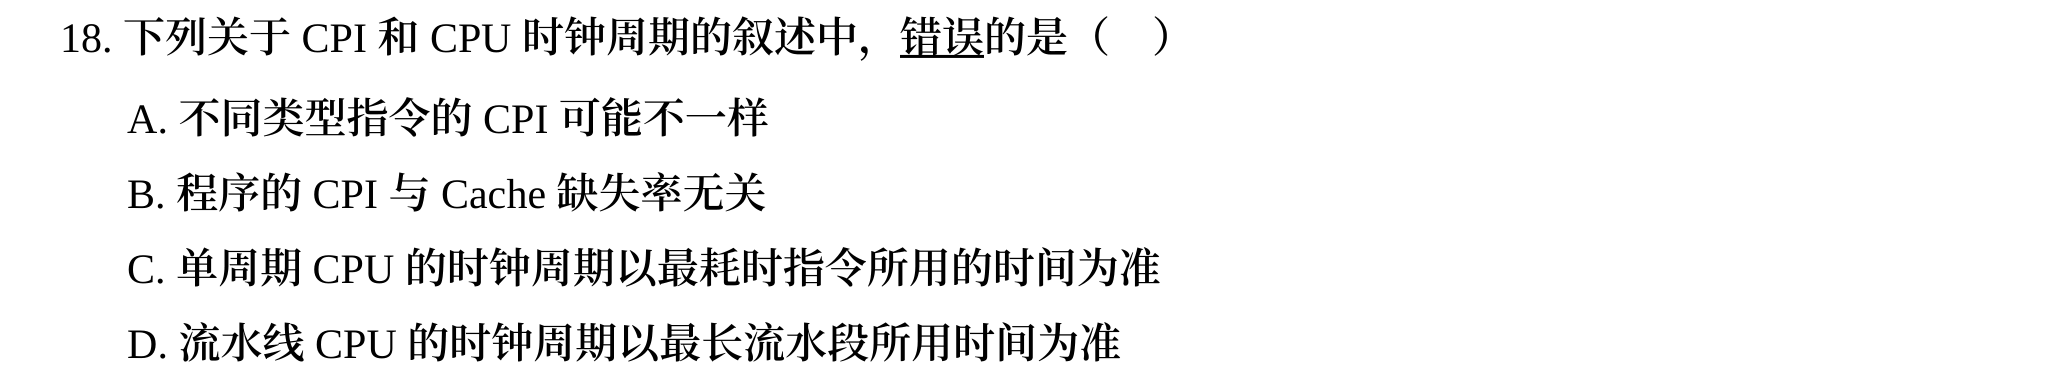 18. 下列关于 CPI 和 CPU 时钟周期的叙述中，错误的是（　）
A. 不同类型指令的 CPI 可能不一样
B. 程序的 CPI 与 Cache 缺失率无关
C. 单周期 CPU 的时钟周期以最耗时指令所用的时间为准
D. 流水线 CPU 的时钟周期以最长流水段所用时间为准